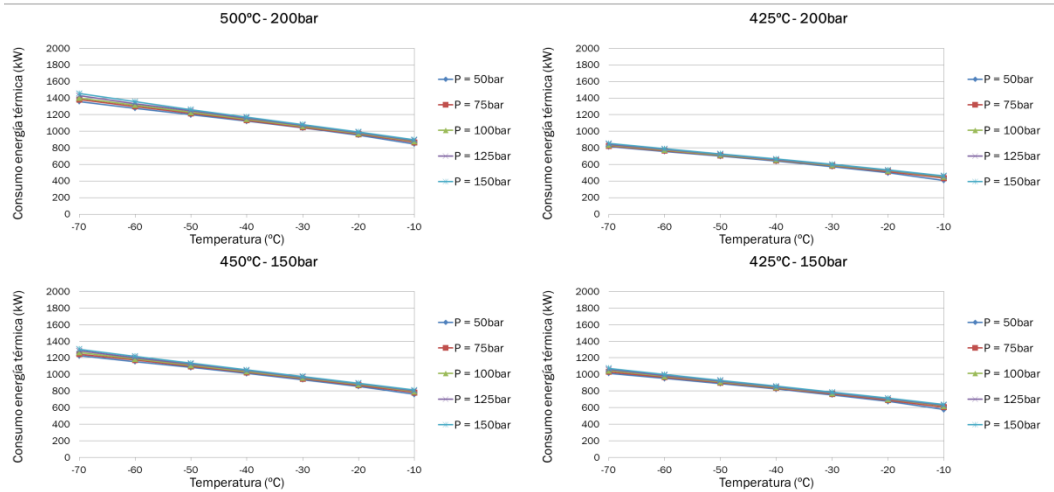 500ºC - 200bar
Consumo energía térmica (kW)
2000
1800
1600
1400
1200
1000
800
600
400
200
0
-70 -60 -50 -40 -30 -20 -10
Temperatura (ºC)
P = 50bar
P = 75bar
P = 100bar
P = 125bar
P = 150bar
425ºC - 200bar
Consumo energía térmica (kW)
2000
1800
1600
1400
1200
1000
800
600
400
200
0
-70 -60 -50 -40 -30 -20 -10
Temperatura (ºC)
P = 50bar
P = 75bar
P = 100bar
P = 125bar
P = 150bar
450ºC - 150bar
Consumo energía térmica (kW)
2000
1800
1600
1400
1200
1000
800
600
400
200
0
-70 -60 -50 -40 -30 -20 -10
Temperatura (ºC)
P = 50bar
P = 75bar
P = 100bar
P = 125bar
P = 150bar
425ºC - 150bar
Consumo energía térmica (kW)
2000
1800
1600
1400
1200
1000
800
600
400
200
0
-70 -60 -50 -40 -30 -20 -10
Temperatura (ºC)
P = 50bar
P = 75bar
P = 100bar
P = 125bar
P = 150bar